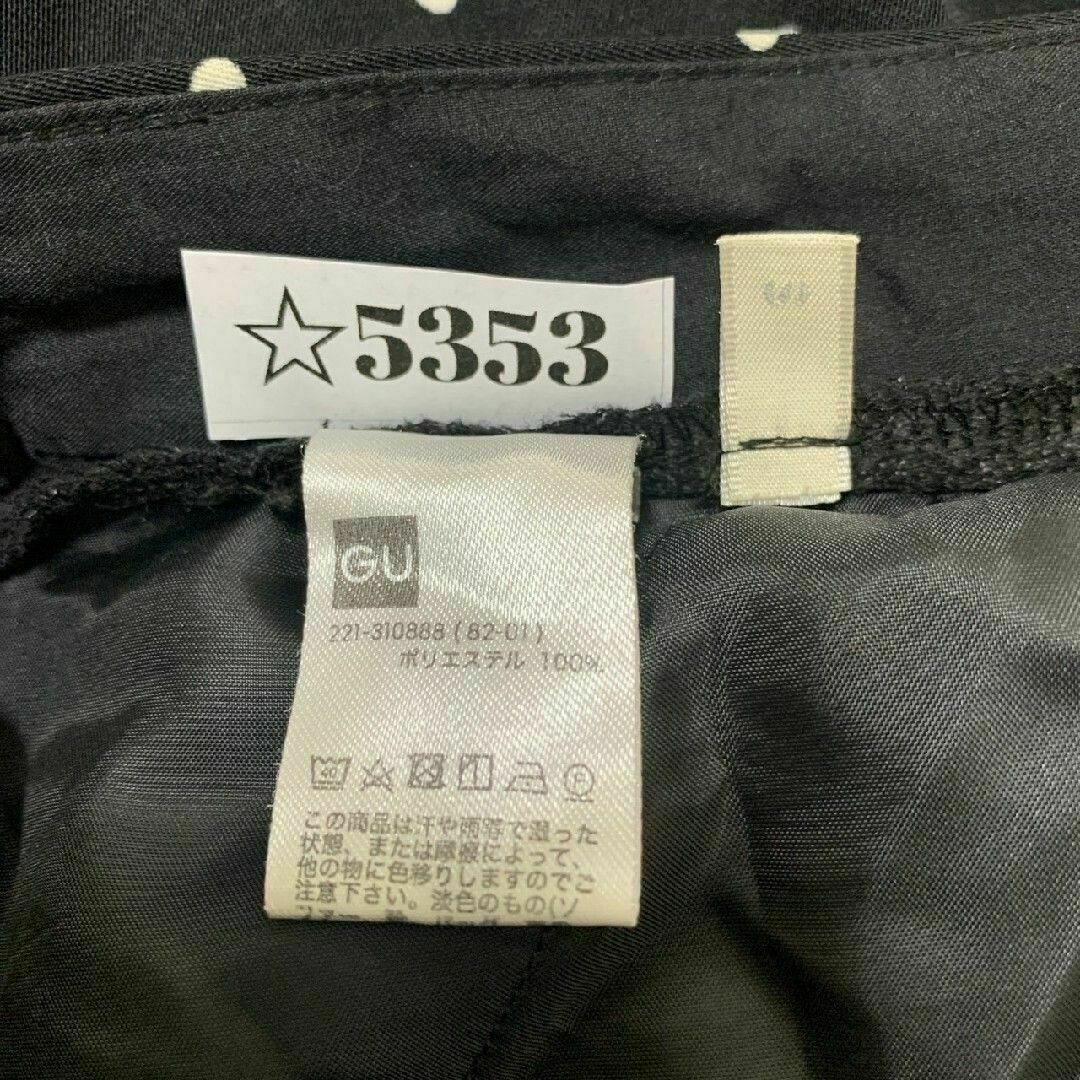 ☆5353
GU
221-310888 (82-01)
ポリエステル 100%
40
F
この商品は汗や雨等で湿った
状態、または摩擦によって、
他の物に色移りしますのでご
注意下さい。淡色のもの(ソ